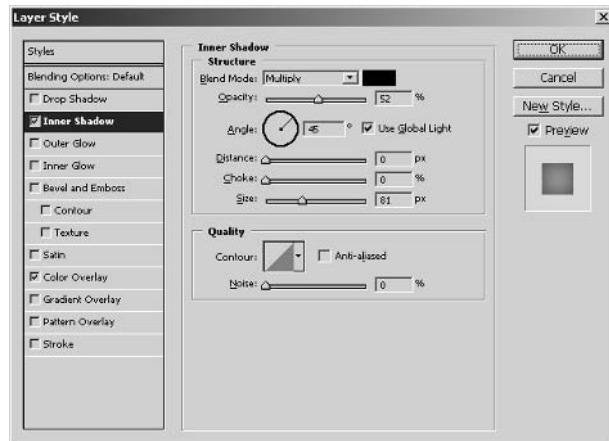 Layer Style
Styles
Blending Options: Default
Drop Shadow
Inner Shadow
Outer Glow
Inner Glow
Bevel and Emboss
Contour
Texture
Satin
Color Overlay
Gradient Overlay
Pattern Overlay
Stroke
Inner Shadow
Structure
Blend Mode: Multiply
Opacity: 52 %
Angle: 45 ° Use Global Light
Distance: 0 px
Choke: 0 %
Size: 81 px
Quality
Contour: Anti-aliased
Noise: 0 %
OK
Cancel
New Style...
Preview